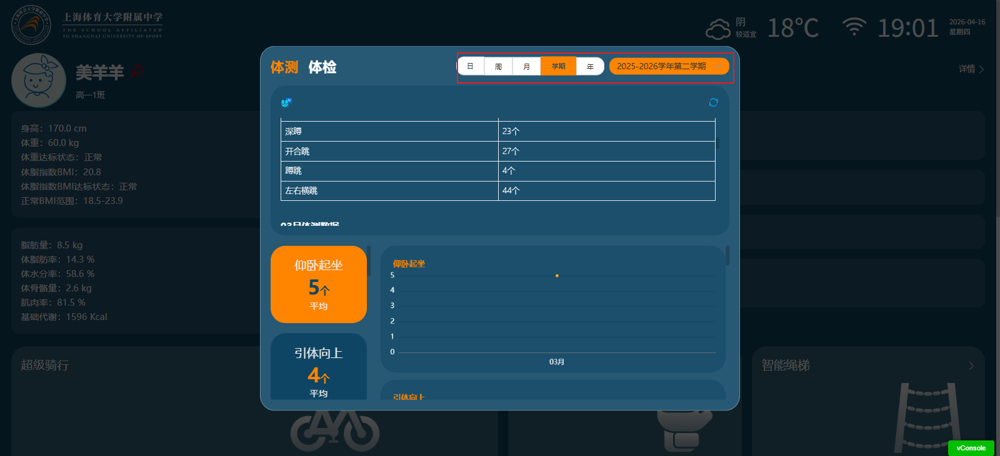 上海体育大学附属中学
THE SCHOOL AFFILIATED
TO SHANGHAI UNIVERSITY OF SPORT
阴
较适宜
18℃
19:01
2026-04-16
星期四
美羊羊
高一1班
详情
身高：170.0 cm
体重：60.0 kg
体重达标状态：正常
体脂指数BMI：20.8
体脂指数BMI达标状态：正常
正常BMI范围：18.5-23.9
脂肪量：8.5 kg
体脂肪率：14.3 %
体水分率：58.6 %
体骨骼量：2.6 kg
肌肉率：81.5 %
基础代谢：1596 Kcal
超级骑行
智能绳梯
体测 体检
日 周 月 学期 年
2025-2026学年第二学期
深蹲 23个
开合跳 27个
蹲跳 4个
左右横跳 44个
03月体测数据
仰卧起坐
5个
平均
引体向上
4个
平均
仰卧起坐
5
4
3
2
1
0
03月
引体向上
vConsole